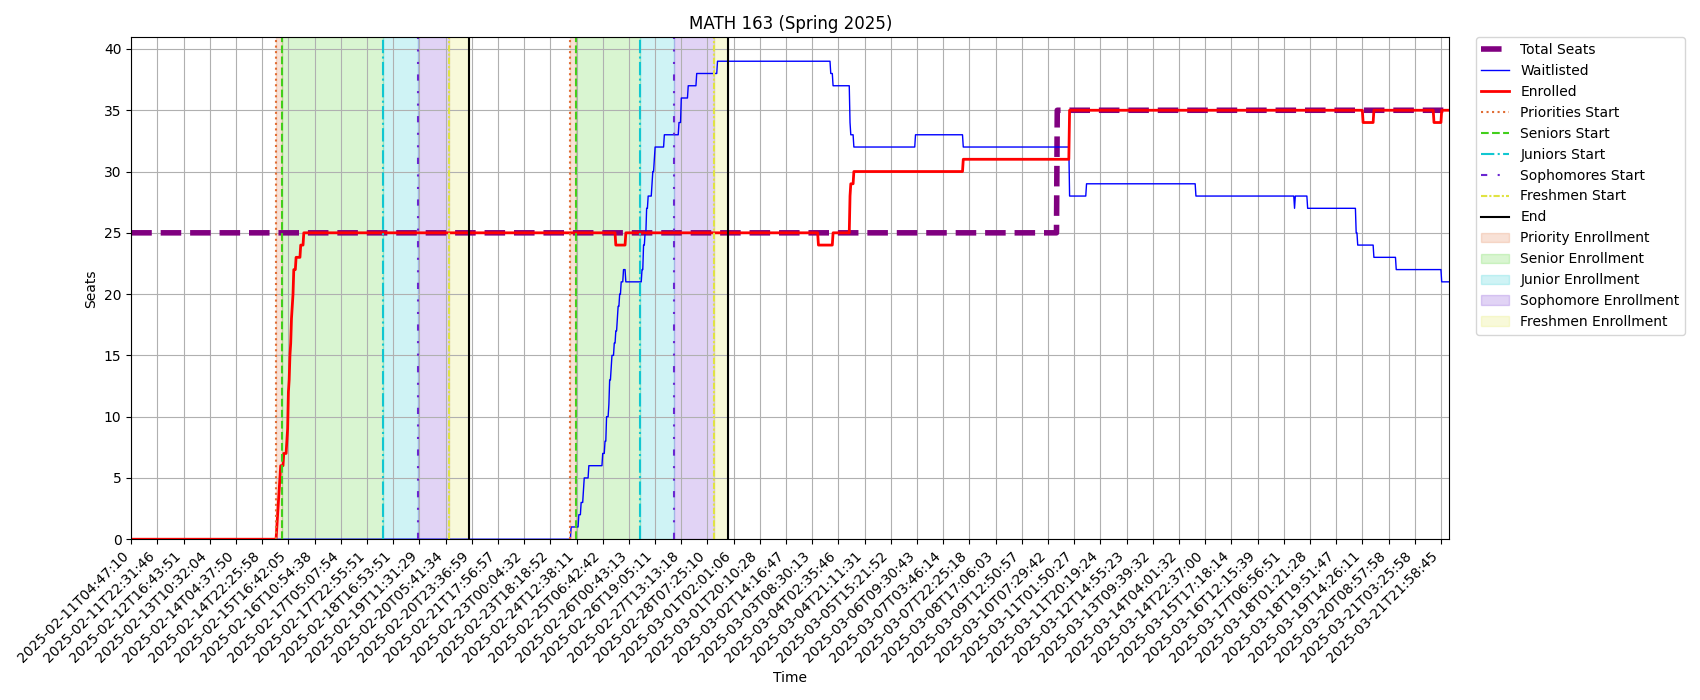 MATH 163 (Spring 2025)
Seats
40
35
30
25
20
15
10
5
0
2025-02-11T04:47:10
2025-02-11T22:31:46
2025-02-12T16:43:51
2025-02-13T10:32:04
2025-02-14T04:37:50
2025-02-14T22:25:58
2025-02-15T16:42:05
2025-02-16T10:54:38
2025-02-17T05:07:54
2025-02-17T22:55:51
2025-02-18T16:53:51
2025-02-19T11:31:29
2025-02-20T05:41:34
2025-02-20T23:36:59
2025-02-21T17:56:57
2025-02-23T00:04:32
2025-02-23T18:18:52
2025-02-24T12:38:11
2025-02-25T06:42:42
2025-02-26T00:43:13
2025-02-26T19:05:11
2025-02-27T13:13:18
2025-02-28T07:25:10
2025-03-01T02:01:06
2025-03-01T20:10:28
2025-03-02T14:16:47
2025-03-03T08:30:13
2025-03-04T02:35:46
2025-03-04T21:11:31
2025-03-05T15:21:52
2025-03-06T09:30:43
2025-03-07T03:46:14
2025-03-07T22:25:18
2025-03-08T17:06:03
2025-03-09T12:50:57
2025-03-10T07:29:42
2025-03-11T01:50:27
2025-03-11T20:19:24
2025-03-12T14:55:23
2025-03-13T09:39:32
2025-03-14T04:01:32
2025-03-14T22:37:00
2025-03-15T17:18:14
2025-03-16T12:15:39
2025-03-17T06:56:51
2025-03-18T01:21:28
2025-03-18T19:51:47
2025-03-19T14:26:11
2025-03-20T08:57:58
2025-03-21T03:25:58
2025-03-21T21:58:45
Time
Total Seats
Waitlisted
Enrolled
Priorities Start
Seniors Start
Juniors Start
Sophomores Start
Freshmen Start
End
Priority Enrollment
Senior Enrollment
Junior Enrollment
Sophomore Enrollment
Freshmen Enrollment